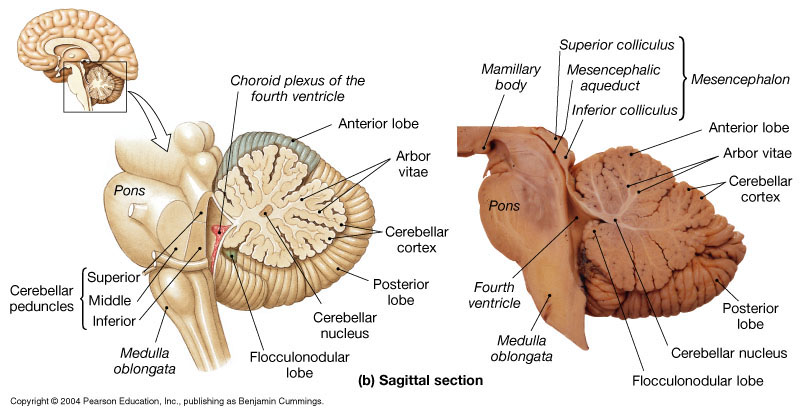 Choroid plexus of the
fourth ventricle
Anterior lobe
Arbor
vitae
Pons
Cerebellar
cortex
Superior
Cerebellar
peduncles
Middle
Inferior
Posterior
lobe
Cerebellar
nucleus
Medulla
oblongata
Flocculonodular
lobe
Superior colliculus
Mamillary
body
Mesencephalic
aqueduct
Mesencephalon
Inferior colliculus
Anterior lobe
Arbor vitae
Cerebellar
cortex
Pons
Fourth
ventricle
Posterior
lobe
Medulla
oblongata
Cerebellar nucleus
Flocculonodular lobe
(b) Sagittal section
Copyright © 2004 Pearson Education, Inc., publishing as Benjamin Cummings.